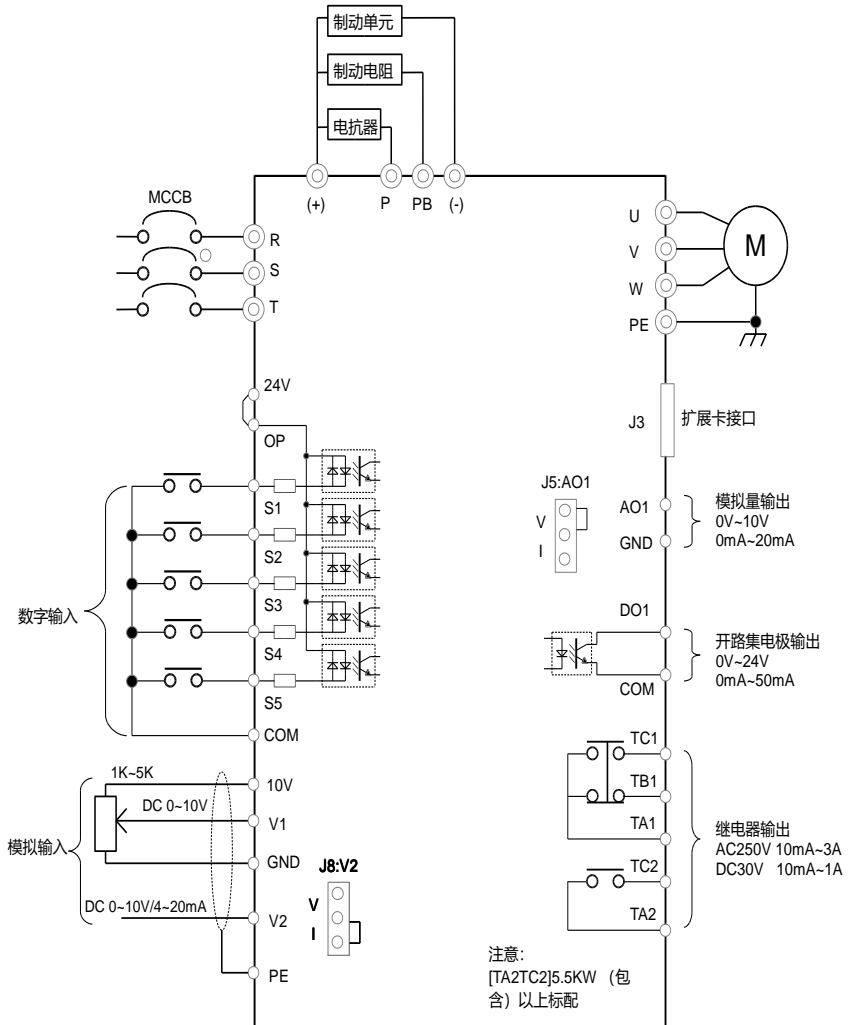 制动单元
制动电阻
电抗器
(+)
P
PB
(-)
MCCB
R
S
T
U
V
W
PE
M
24V
OP
J3
扩展卡接口
S1
S2
S3
S4
S5
COM
数字输入
J5:AO1
V
I
AO1
GND
模拟量输出
0V~10V
0mA~20mA
DO1
COM
开路集电极输出
0V~24V
0mA~50mA
1K~5K
10V
DC 0~10V
V1
模拟输入
GND
DC 0~10V/4~20mA
V2
PE
J8:V2
V
I
TC1
TB1
TA1
TC2
TA2
继电器输出
AC250V 10mA~3A
DC30V 10mA~1A
注意：
[TA2TC2]5.5KW （包
含）以上标配